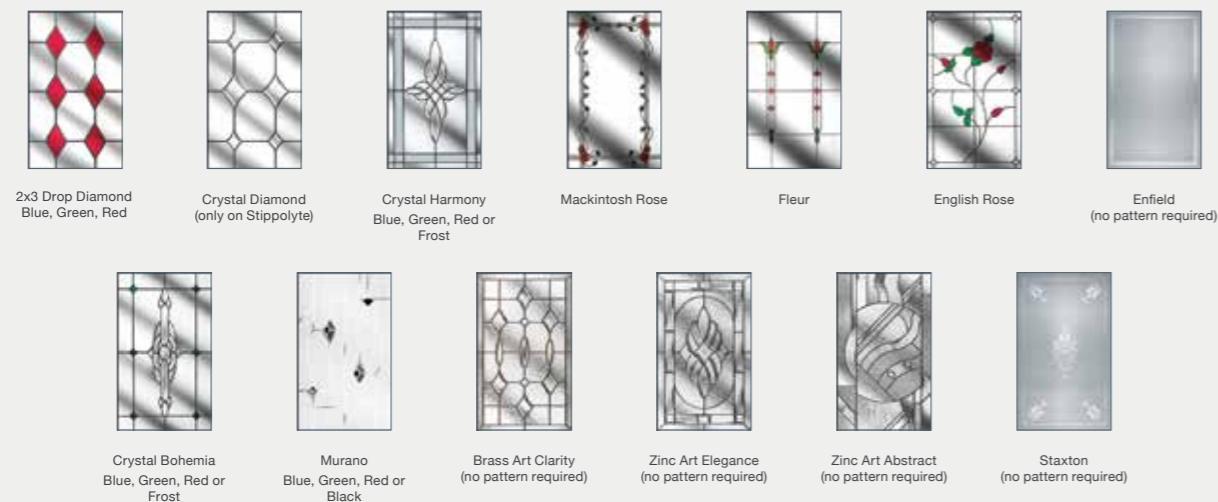 2x3 Drop Diamond
Blue, Green, Red
Crystal Diamond
(only on Stippolyte)
Crystal Harmony
Blue, Green, Red or
Frost
Mackintosh Rose
Fleur
English Rose
Enfield
(no pattern required)
Crystal Bohemia
Blue, Green, Red or
Frost
Murano
Blue, Green, Red or
Black
Brass Art Clarity
(no pattern required)
Zinc Art Elegance
(no pattern required)
Zinc Art Abstract
(no pattern required)
Staxton
(no pattern required)